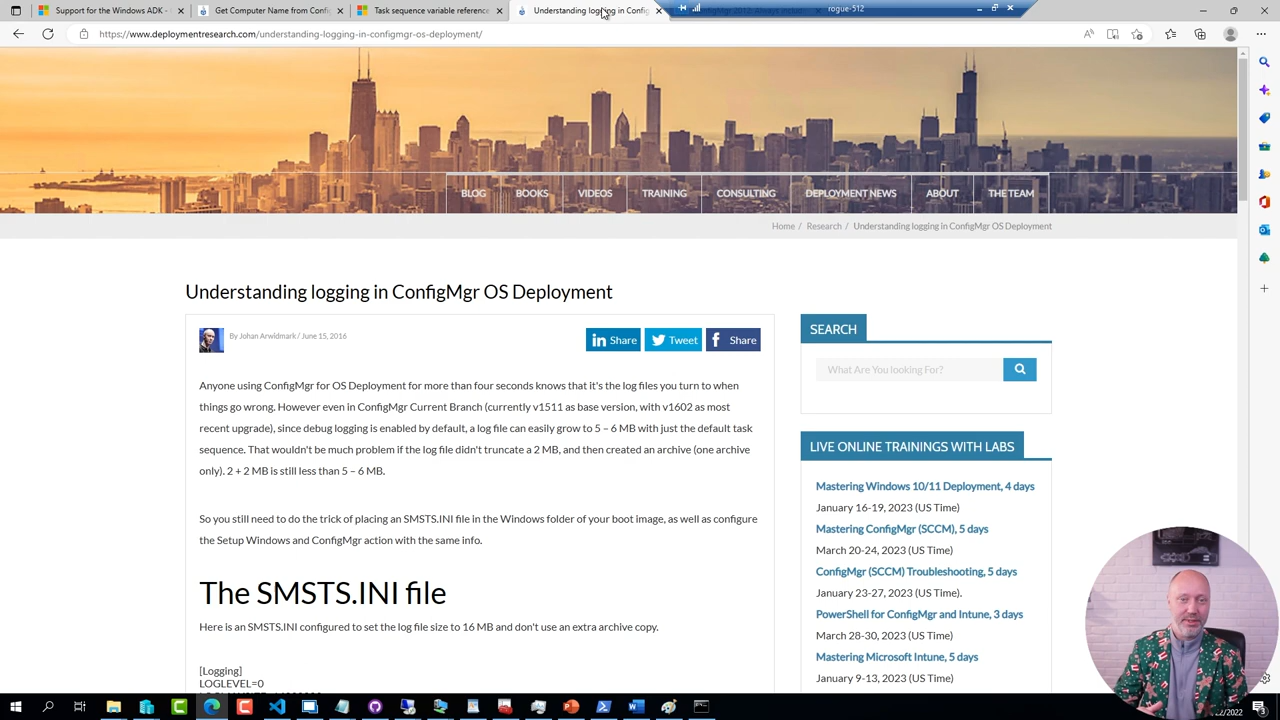 Support for the Windows ADK -
Get Computer Name from Config
Task sequence variable reference
Understanding logging in Config
rogue-512
https://www.deploymentresearch.com/understanding-logging-in-configmgr-os-deployment/
BLOG
BOOKS
VIDEOS
TRAINING
CONSULTING
DEPLOYMENT NEWS
ABOUT
THE TEAM
Home / Research / Understanding logging in ConfigMgr OS Deployment
Understanding logging in ConfigMgr OS Deployment
By Johan Arwidmark / June 15, 2016
Share
Tweet
Share
Anyone using ConfigMgr for OS Deployment for more than four seconds knows that it's the log files you turn to when
things go wrong. However even in ConfigMgr Current Branch (currently v1511 as base version, with v1602 as most
recent upgrade), since debug logging is enabled by default, a log file can easily grow to 5 – 6 MB with just the default task
sequence. That wouldn't be much problem if the log file didn't truncate a 2 MB, and then created an archive (one archive
only). 2 + 2 MB is still less than 5 – 6 MB.
So you still need to do the trick of placing an SMSTS.INI file in the Windows folder of your boot image, as well as configure
the Setup Windows and ConfigMgr action with the same info.
The SMSTS.INI file
Here is an SMSTS.INI configured to set the log file size to 16 MB and don't use an extra archive copy.
[Logging]
LOGLEVEL=0
SEARCH
What Are You looking For?
LIVE ONLINE TRAININGS WITH LABS
Mastering Windows 10/11 Deployment, 4 days
January 16-19, 2023 (US Time)
Mastering ConfigMgr (SCCM), 5 days
March 20-24, 2023 (US Time)
ConfigMgr (SCCM) Troubleshooting, 5 days
January 23-27, 2023 (US Time).
PowerShell for ConfigMgr and Intune, 3 days
March 28-30, 2023 (US Time)
Mastering Microsoft Intune, 5 days
January 9-13, 2023 (US Time)